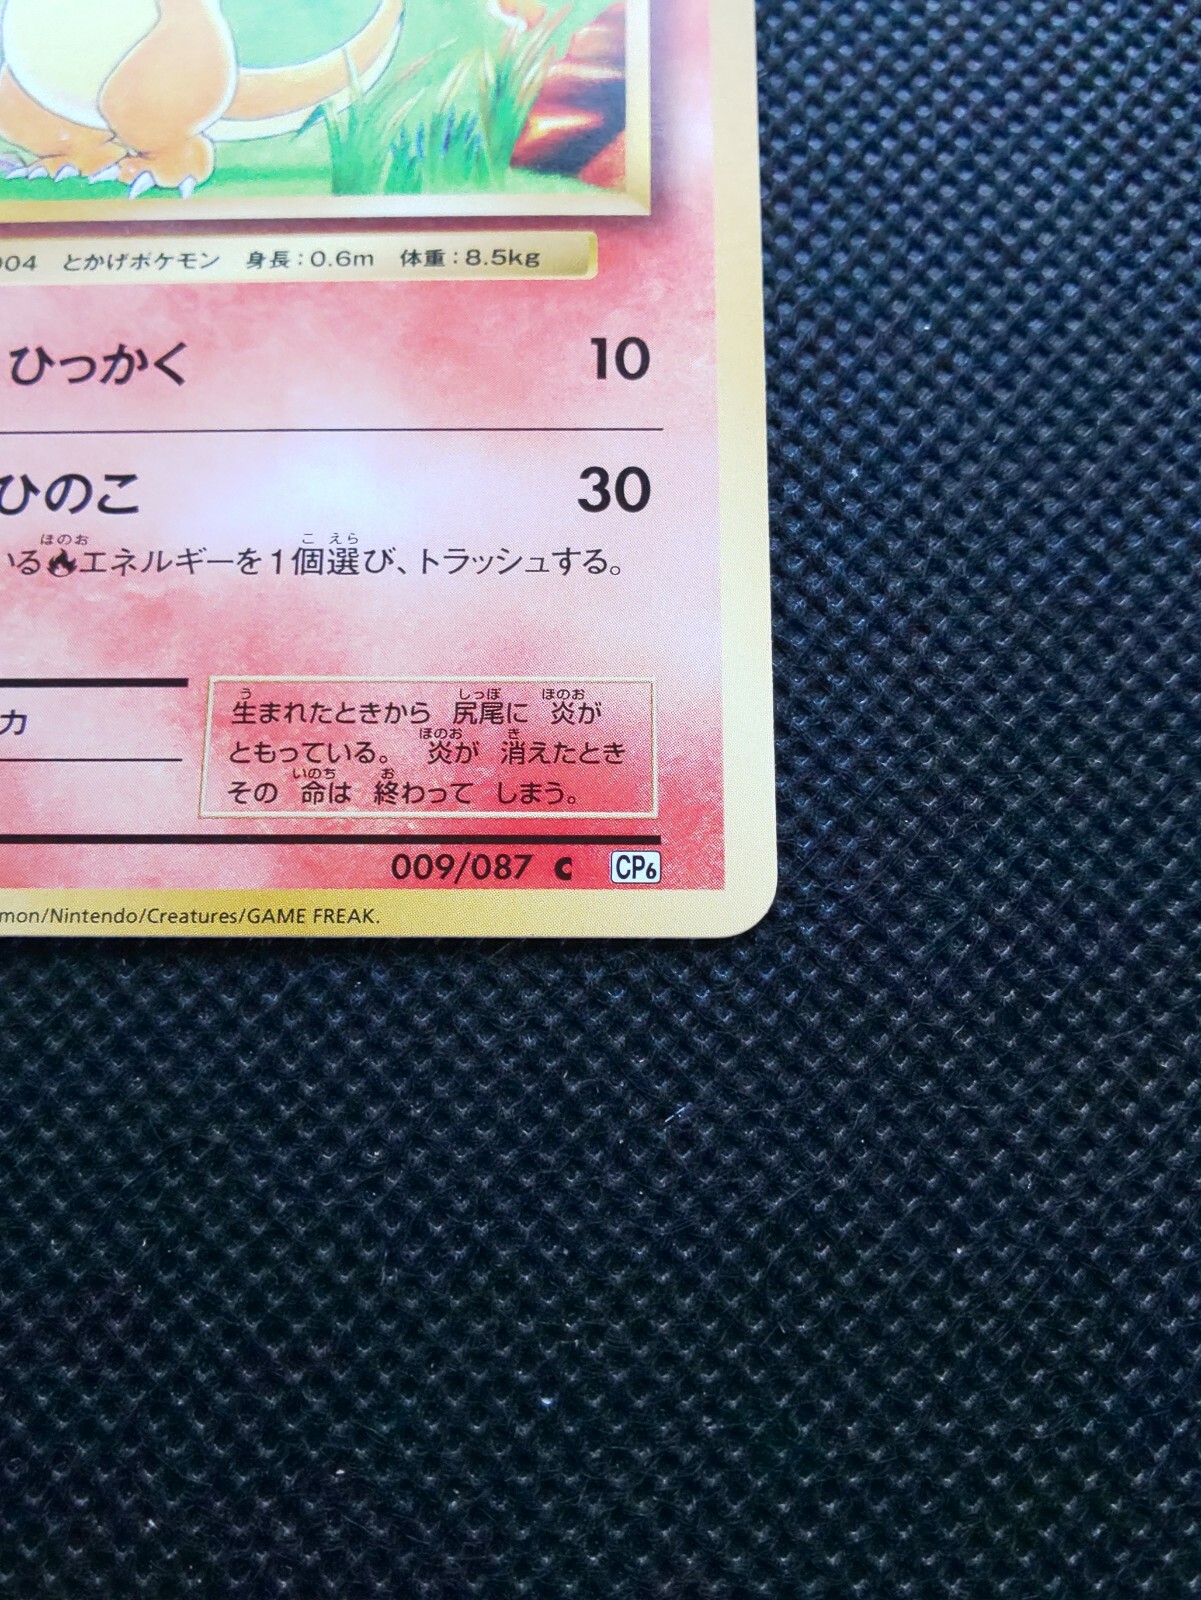 004 とかげポケモン 身長：0.6m 体重：8.5kg
ひっかく 10
ひのこ 30
ほのお こ えら
いる エネルギーを1個選び、トラッシュする。
カ
う しっぽ ほのお
生まれたときから 尻尾に 炎が
ほのお き
ともっている。 炎が 消えたとき
いのち お
その 命は 終わって しまう。
009/087 C CP6
mon/Nintendo/Creatures/GAME FREAK.